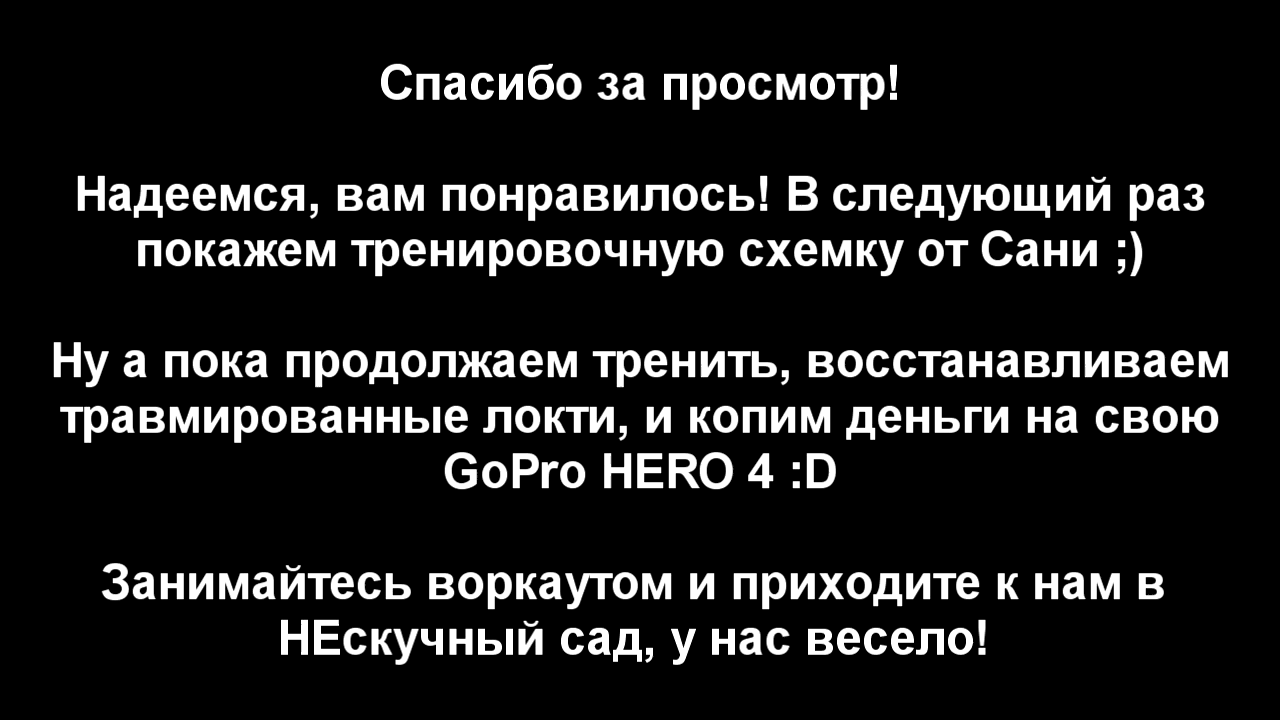 Спасибо за просмотр!
Надеемся, вам понравилось! В следующий раз
покажем тренировочную схемку от Сани ;)
Ну а пока продолжаем тренить, восстанавливаем
травмированные локти, и копим деньги на свою
GoPro HERO 4 :D
Занимайтесь воркаутом и приходите к нам в
НЕскучный сад, у нас весело!